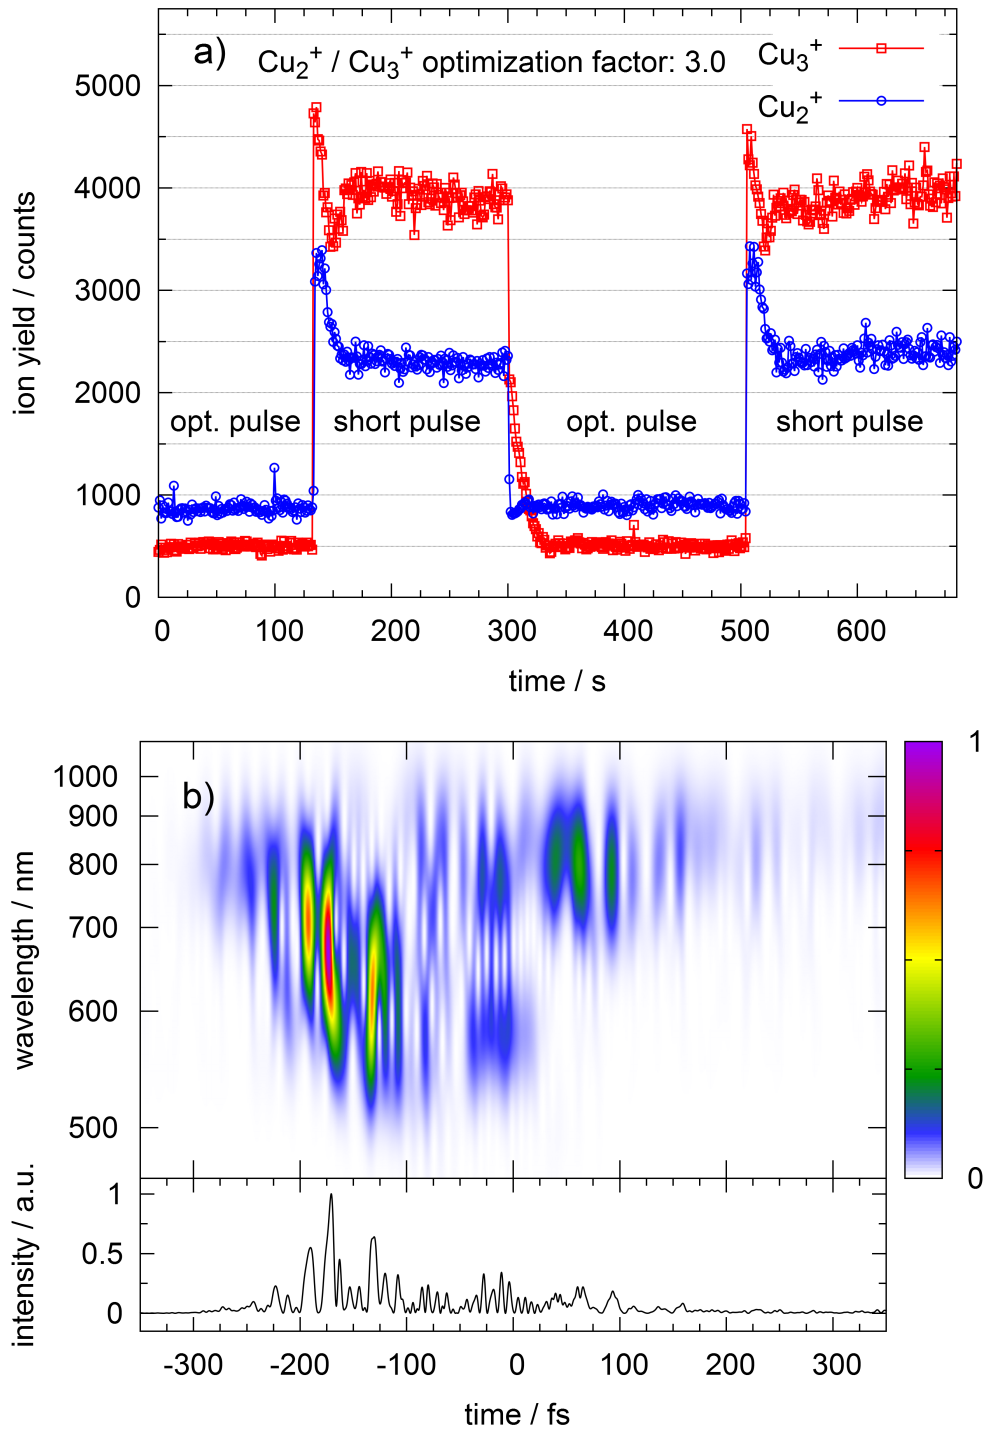 a)
Cu₂⁺ / Cu₃⁺ optimization factor: 3.0
Cu₃⁺
Cu₂⁺
5000
4000
3000
2000
1000
0
ion yield / counts
opt. pulse short pulse opt. pulse short pulse
0 100 200 300 400 500 600
time / s
b)
1000
900
800
700
600
500
wavelength / nm
1
0
1
0.5
0
intensity / a.u.
-300 -200 -100 0 100 200 300
time / fs